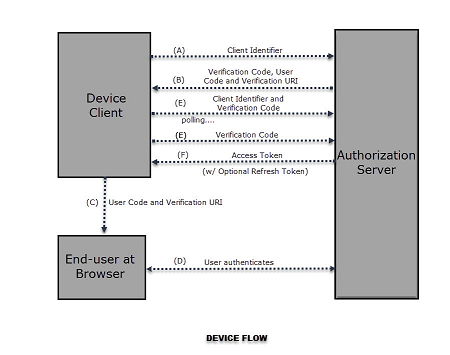 (A) Client Identifier
(B) Verification Code, User
Code and Verification URI
(E) Client Identifier and
Verification Code
polling....
(E) Verification Code
(F) Access Token
(w/ Optional Refresh Token)
Device
Client
Authorization
Server
(C) User Code and Verification URI
End-user at
Browser
(D) User authenticates
DEVICE FLOW